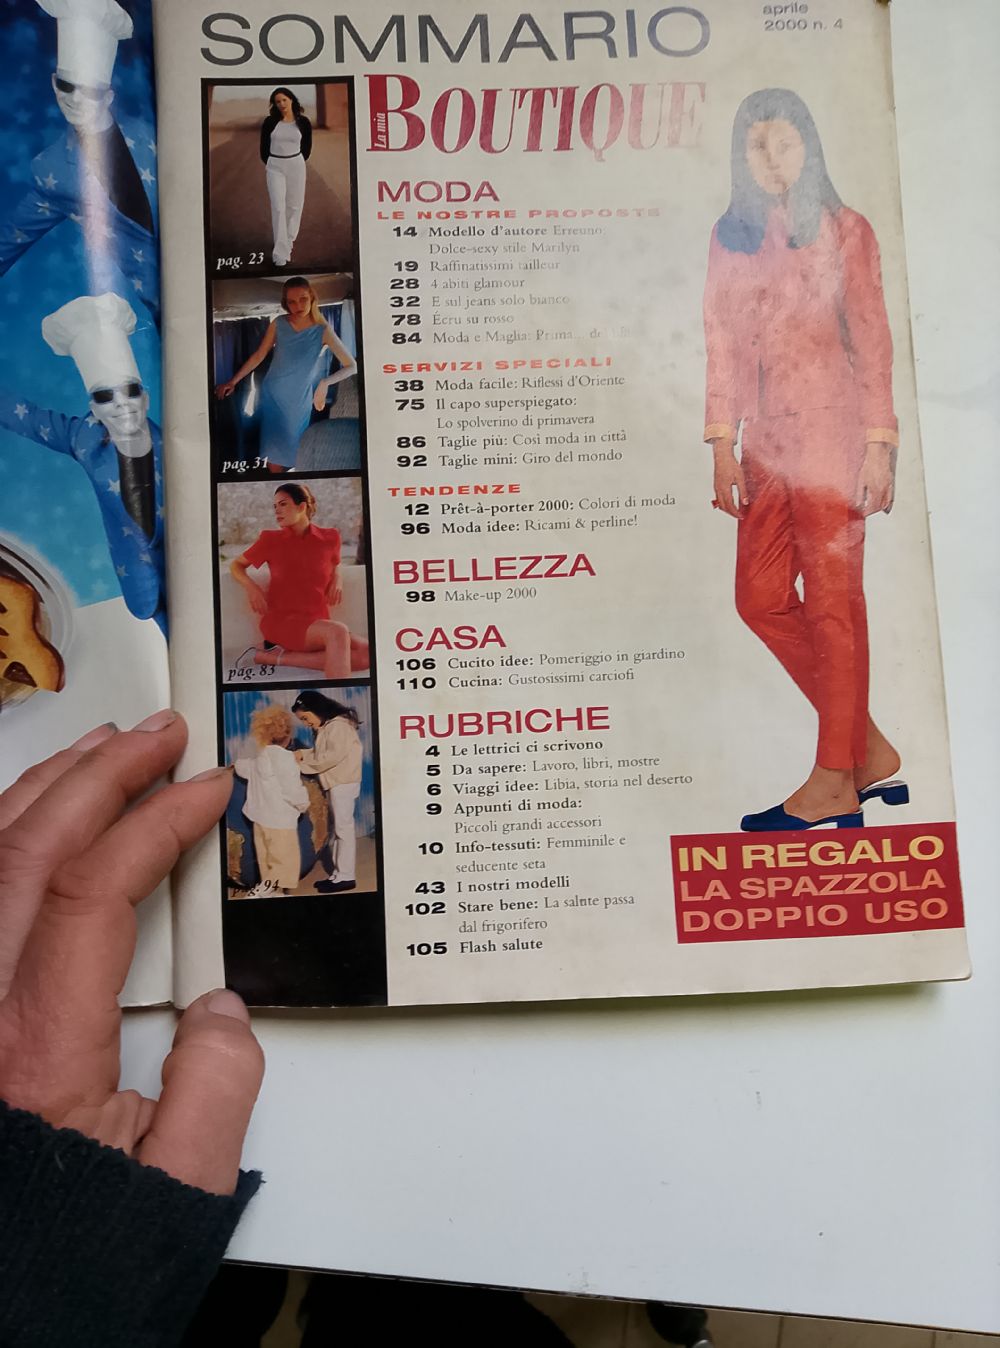 SOMMARIO
aprile
2000 n. 4
La mia
BOUTIQUE
pag. 23
pag. 31
pag. 83
pag. 94
MODA
LE NOSTRE PROPOSTE
14 Modello d'autore Erreuno,
Dolce-sexy stile Marilyn
19 Raffinatissimi tailleur
28 4 abiti glamour
32 E sul jeans solo bianco
78 Écru su rosso
84 Moda e Maglia: Prima...
SERVIZI SPECIALI
38 Moda facile: Riflessi d'Oriente
75 Il capo superspiegato:
Lo spolverino di primavera
86 Taglie più: Così moda in città
92 Taglie mini: Giro del mondo
TENDENZE
12 Prêt-à-porter 2000: Colori di moda
96 Moda idee: Ricami & perline!
BELLEZZA
98 Make-up 2000
CASA
106 Cucito idee: Pomeriggio in giardino
110 Cucina: Gustosissimi carciofi
RUBRICHE
4 Le lettrici ci scrivono
5 Da sapere: Lavoro, libri, mostre
6 Viaggi idee: Libia, storia nel deserto
9 Appunti di moda:
Piccoli grandi accessori
10 Info-tessuti: Femminile e
seducente seta
43 I nostri modelli
102 Stare bene: La salute passa
dal frigorifero
105 Flash salute
IN REGALO
LA SPAZZOLA
DOPPIO USO